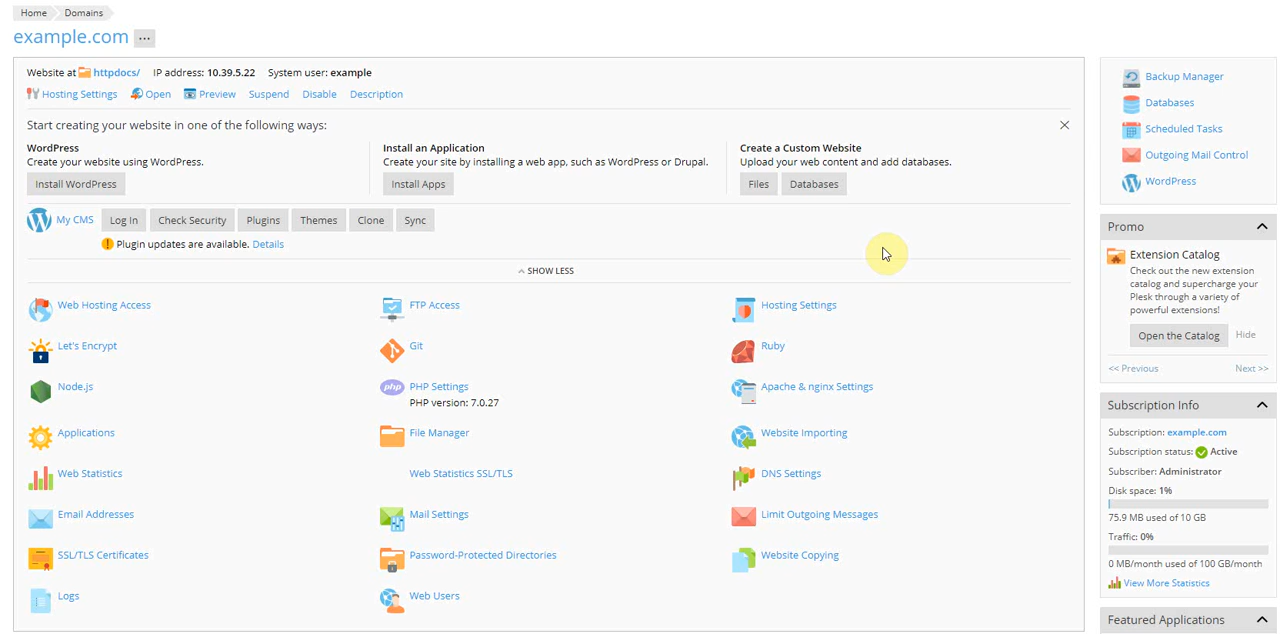 Home Domains
example.com ...
Website at httpdocs/ IP address: 10.39.5.22 System user: example
Hosting Settings Open Preview Suspend Disable Description
Start creating your website in one of the following ways:
WordPress
Create your website using WordPress.
Install WordPress
Install an Application
Create your site by installing a web app, such as WordPress or Drupal.
Install Apps
Create a Custom Website
Upload your web content and add databases.
Files Databases
My CMS Log In Check Security Plugins Themes Clone Sync
Plugin updates are available. Details
SHOW LESS
Web Hosting Access FTP Access Hosting Settings
Let's Encrypt Git Ruby
Node.js php PHP Settings Apache & nginx Settings
PHP version: 7.0.27
Applications File Manager Website Importing
Web Statistics Web Statistics SSL/TLS DNS Settings
Email Addresses Mail Settings Limit Outgoing Messages
SSL/TLS Certificates Password-Protected Directories Website Copying
Logs Web Users
Backup Manager
Databases
Scheduled Tasks
Outgoing Mail Control
WordPress
Promo
Extension Catalog
Check out the new extension
catalog and supercharge your
Plesk through a variety of
powerful extensions!
Open the Catalog Hide
<< Previous Next >>
Subscription Info
Subscription: example.com
Subscription status: Active
Subscriber: Administrator
Disk space: 1%
75.9 MB used of 10 GB
Traffic: 0%
0 MB/month used of 100 GB/month
View More Statistics
Featured Applications